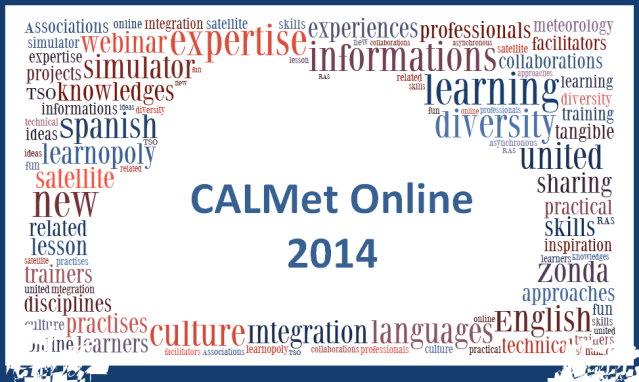 Associations online integration satellite skills experiences professionals meteorology
simulator webinar expertise new collaborations asynchronous satellite facilitators
expertise simulator fun lesson informations collaborations
projects new RAS related skills approaches learning
TSO knowledges learning diversity
informations ideas diversity fun online professionals training
technical ideas spanish TSO diversity tangible
ideas learnopoly related asynchronous RAS united
fun satellite sharing
new practical
CALMet Online
related skills RAS
lesson 2014 inspiration
satellite practises learners knowledges
trainers zonda
united integration approaches
disciplines online English fun
culture practises culture integration languages skills
online learners united
facilitators Associations learnopoly TSO collaborations professionals culture practical technical trainers